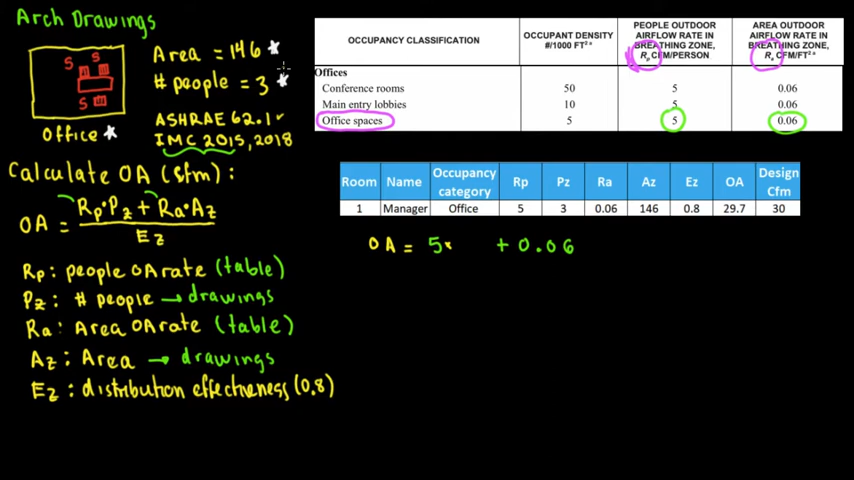 Arch Drawings
S
S
S
Office
Area = 146
# people = 3
ASHRAE 62.1
IMC 2015, 2018
Calculate OA (cfm) :
OA = Rp·Pz + Ra·Az
Ez
Rp: people OA rate (table)
Pz: # people → drawings
Ra: Area OA rate (table)
Az: Area → drawings
Ez: distribution effectiveness (0.8)
OCCUPANCY CLASSIFICATION
OCCUPANT DENSITY #/1000 FT² a
PEOPLE OUTDOOR AIRFLOW RATE IN BREATHING ZONE, Rp CFM/PERSON
AREA OUTDOOR AIRFLOW RATE IN BREATHING ZONE, Ra CFM/FT² a
Offices
Conference rooms 50 5 0.06
Main entry lobbies 10 5 0.06
Office spaces 5 5 0.06
Room Name Occupancy category Rp Pz Ra Az Ez OA Design Cfm
1 Manager Office 5 3 0.06 146 0.8 29.7 30
OA = 5× + 0.06